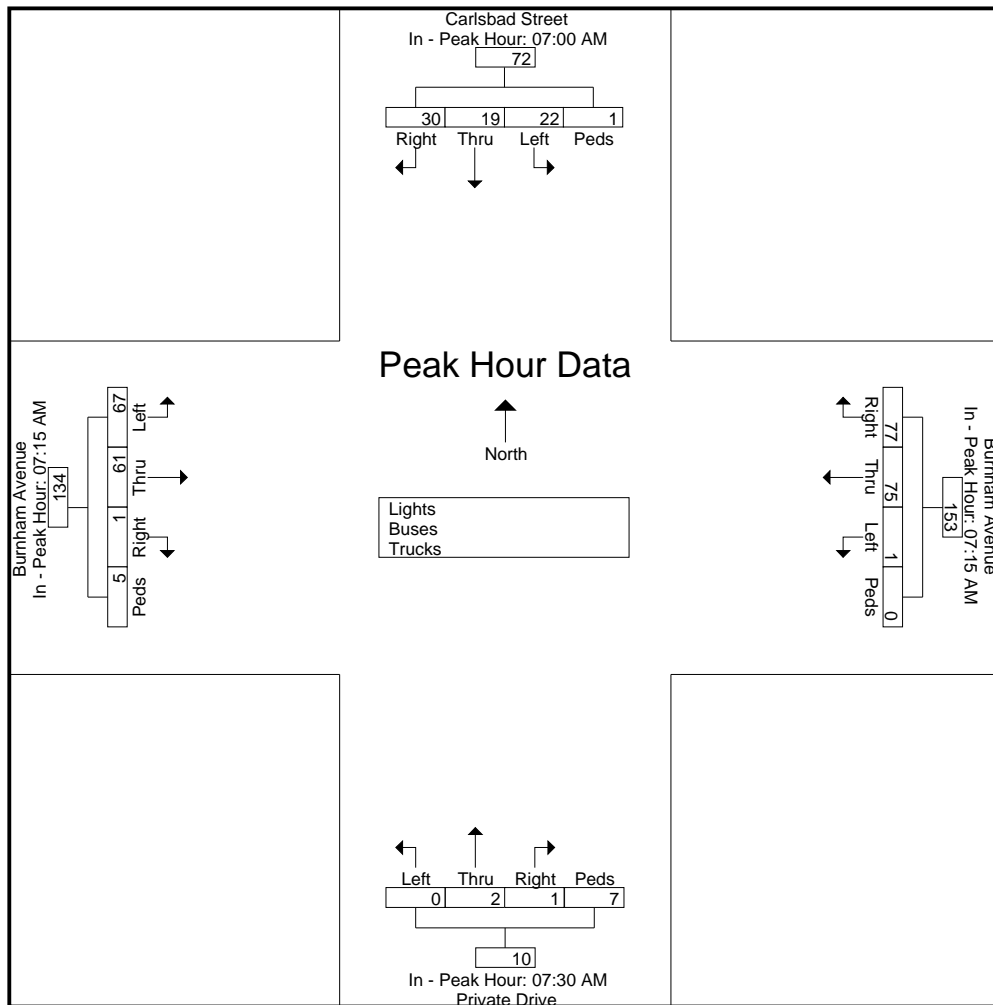 Carlsbad Street
In - Peak Hour: 07:00 AM
72
30 19 22 1
Right Thru Left Peds
Peak Hour Data
North
Lights
Buses
Trucks
Burnham Avenue
In - Peak Hour: 07:15 AM
134
67 61 1 5
Left Thru Right Peds
Right Thru Left Peds
77 75 1 0
153
In - Peak Hour: 07:15 AM
Burnham Avenue
Left Thru Right Peds
0 2 1 7
10
In - Peak Hour: 07:30 AM
Private Drive